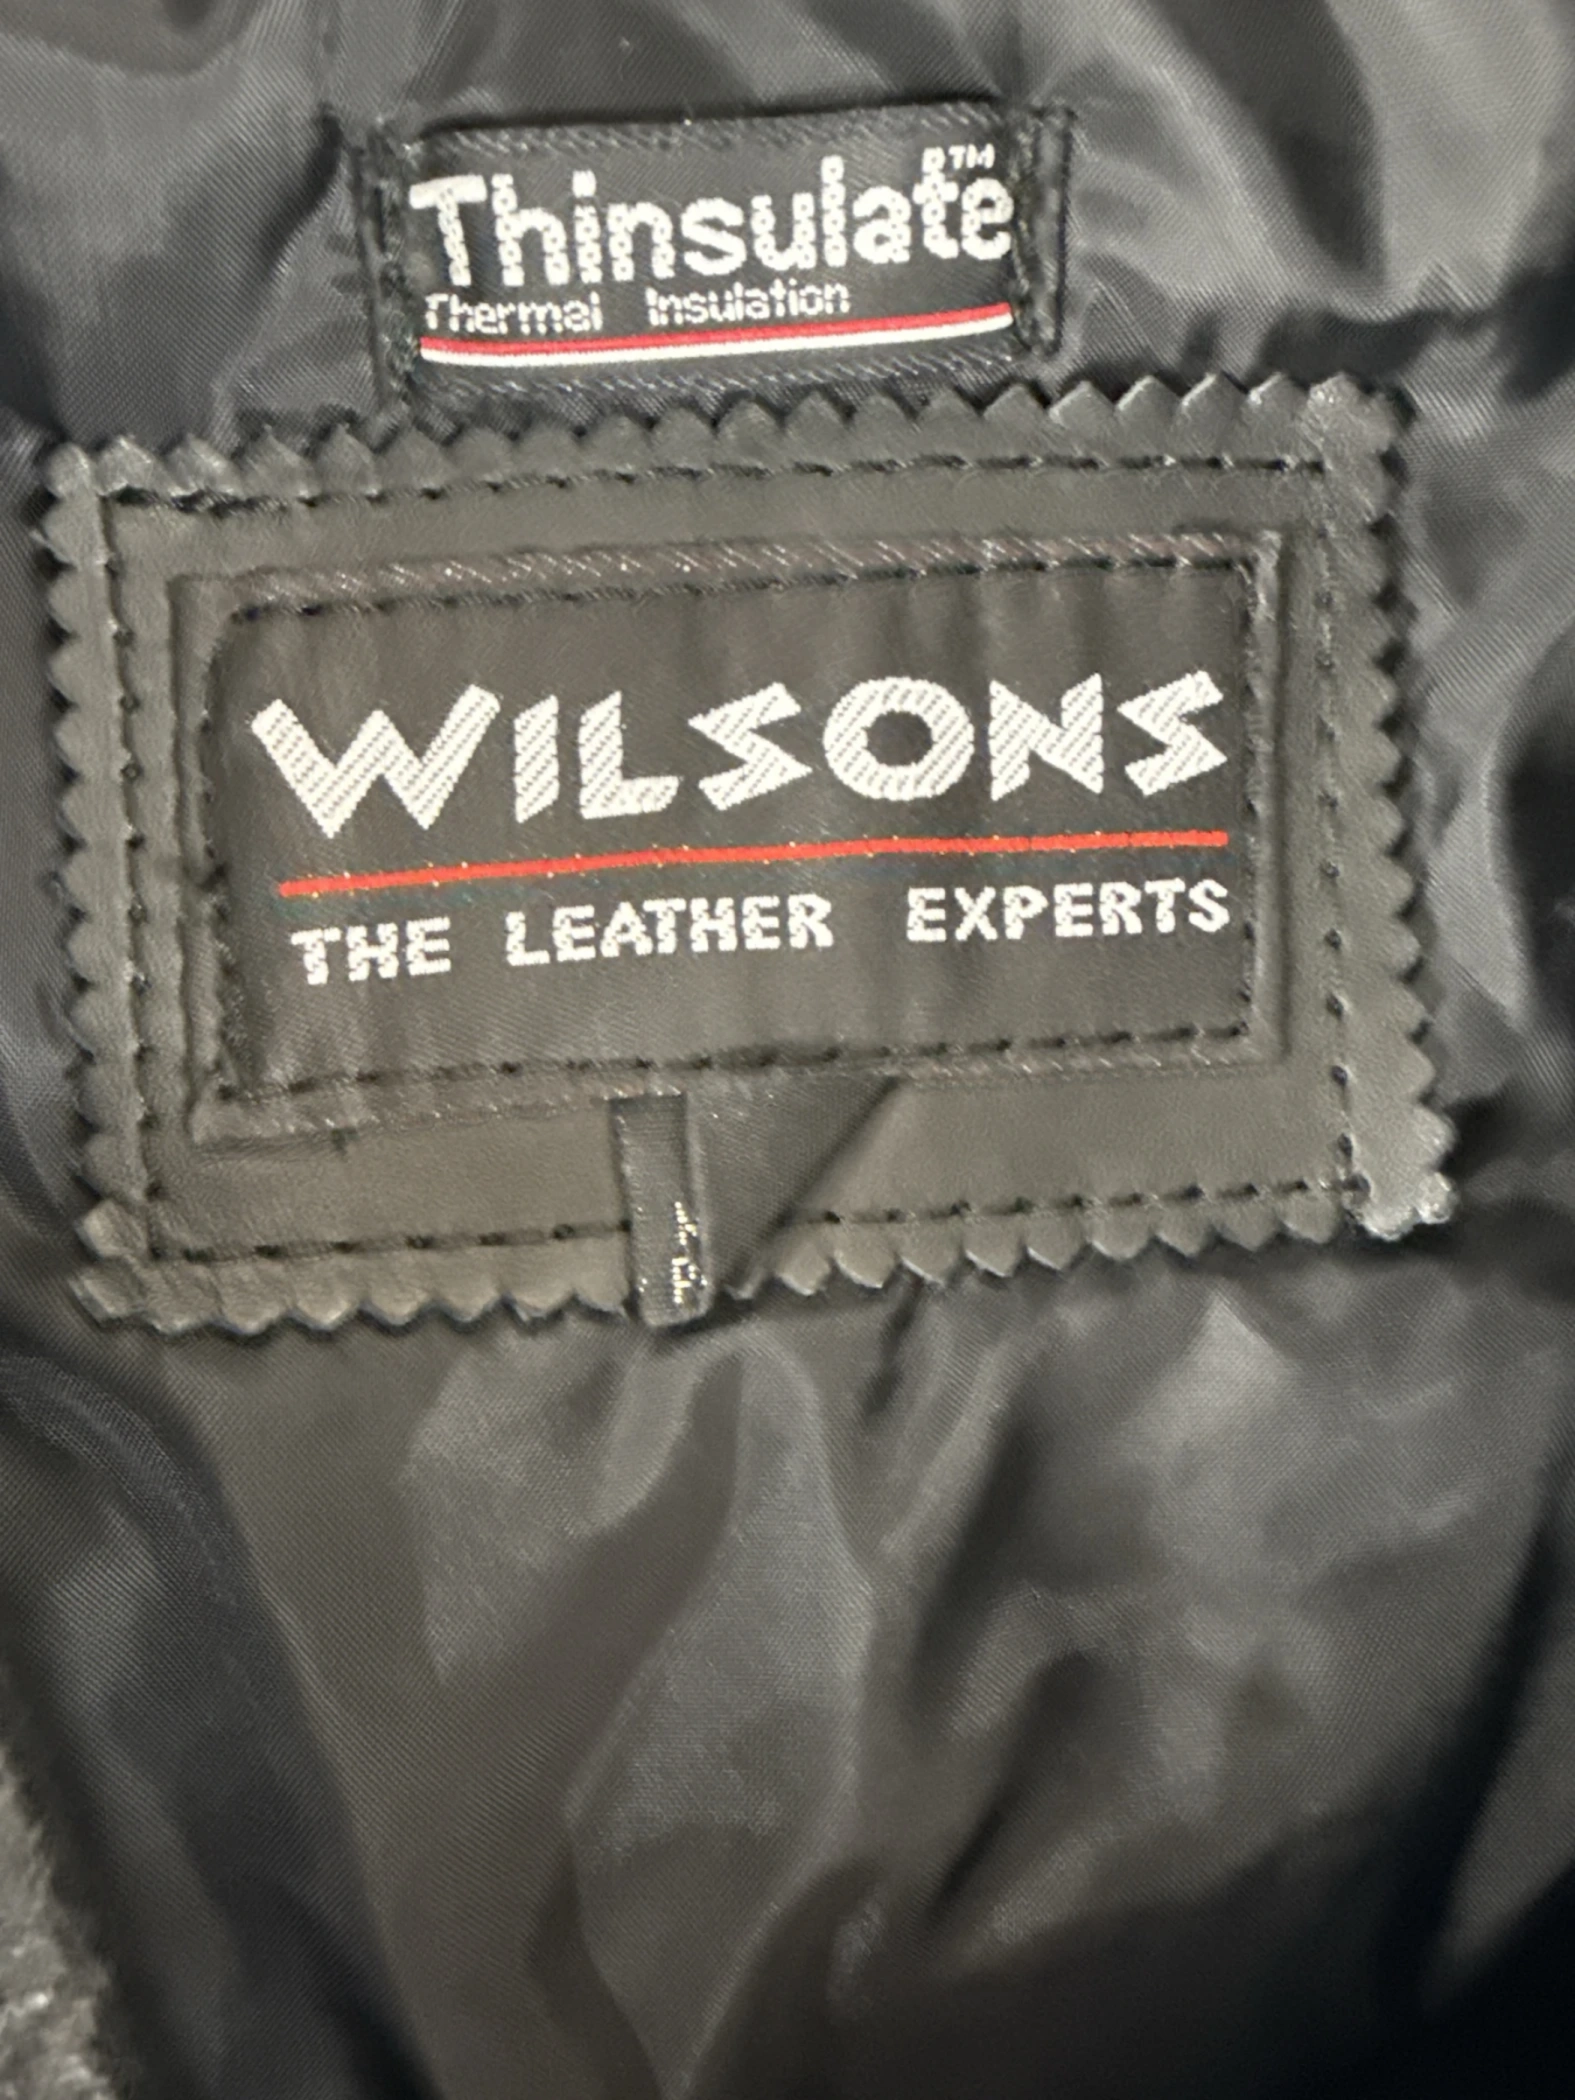 Thinsulate™
Thermal Insulation
WILSONS
THE LEATHER EXPERTS